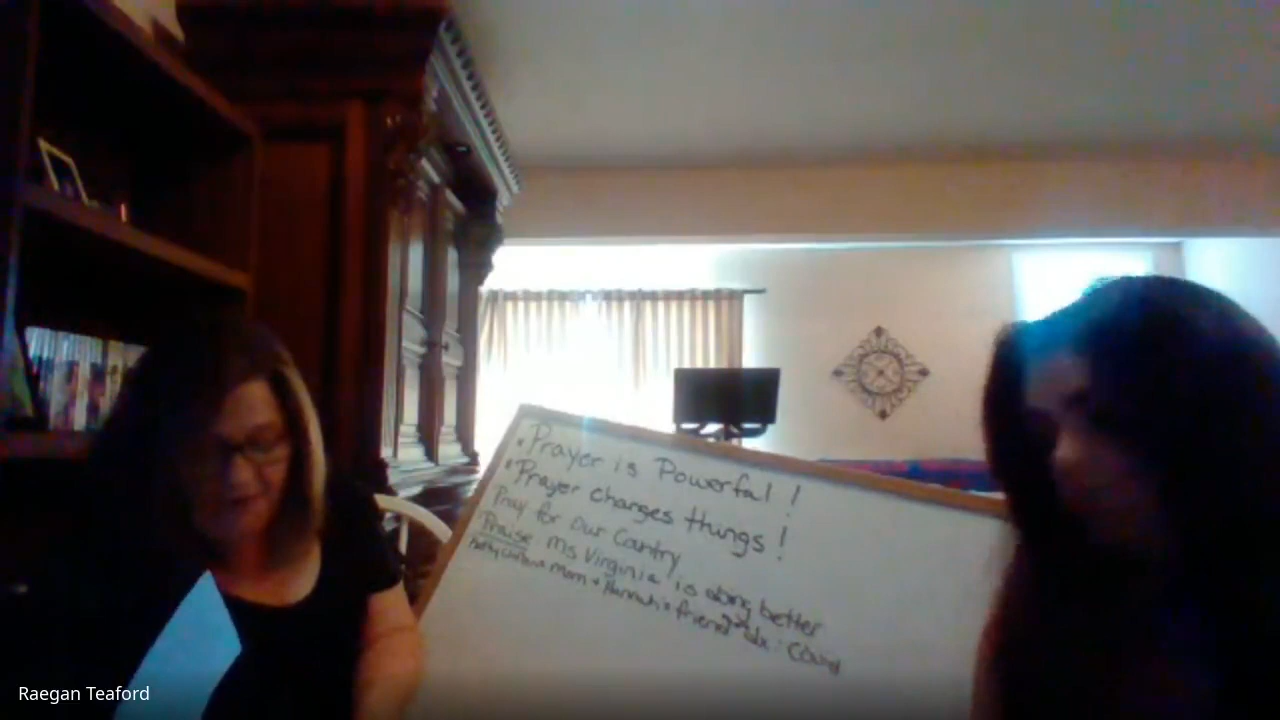 • Prayer is Powerful !
• Prayer changes things !
Pray for Our Contry
Praise Ms Virginia is doing better
mom + Hannah's friend
Raegan Teaford